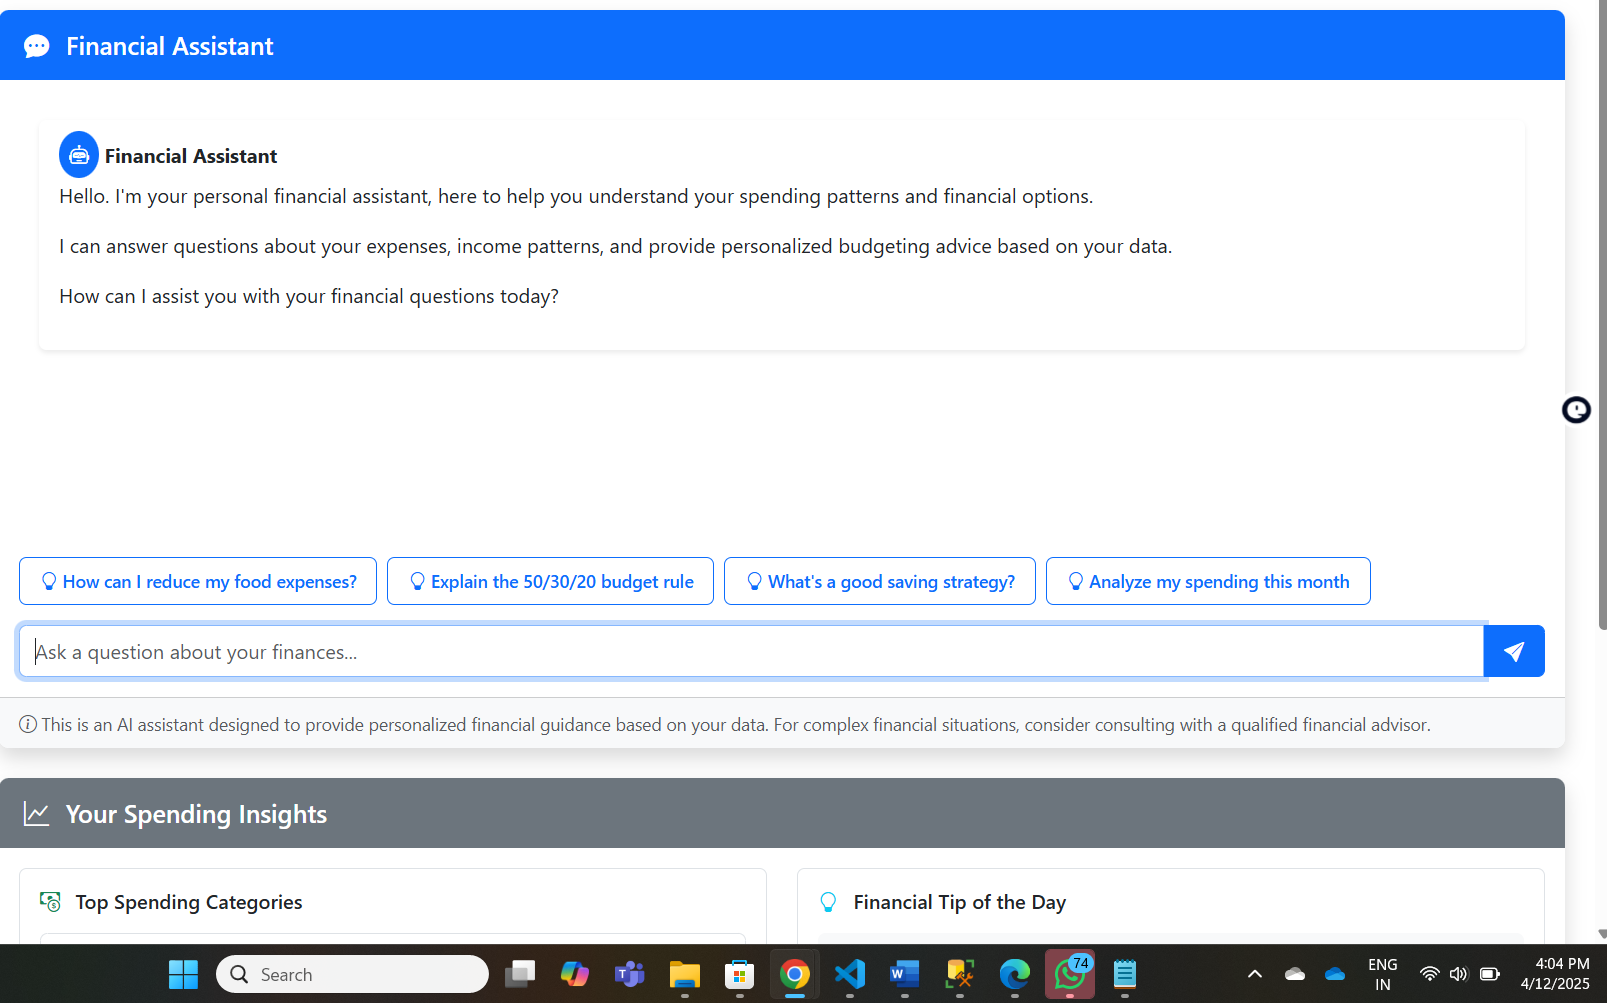 Financial Assistant
Financial Assistant
Hello. I'm your personal financial assistant, here to help you understand your spending patterns and financial options.
I can answer questions about your expenses, income patterns, and provide personalized budgeting advice based on your data.
How can I assist you with your financial questions today?
How can I reduce my food expenses? Explain the 50/30/20 budget rule What's a good saving strategy? Analyze my spending this month
Ask a question about your finances...
This is an AI assistant designed to provide personalized financial guidance based on your data. For complex financial situations, consider consulting with a qualified financial advisor.
Your Spending Insights
Top Spending Categories Financial Tip of the Day
Search 74 ENG 4:04 PM
IN 4/12/2025